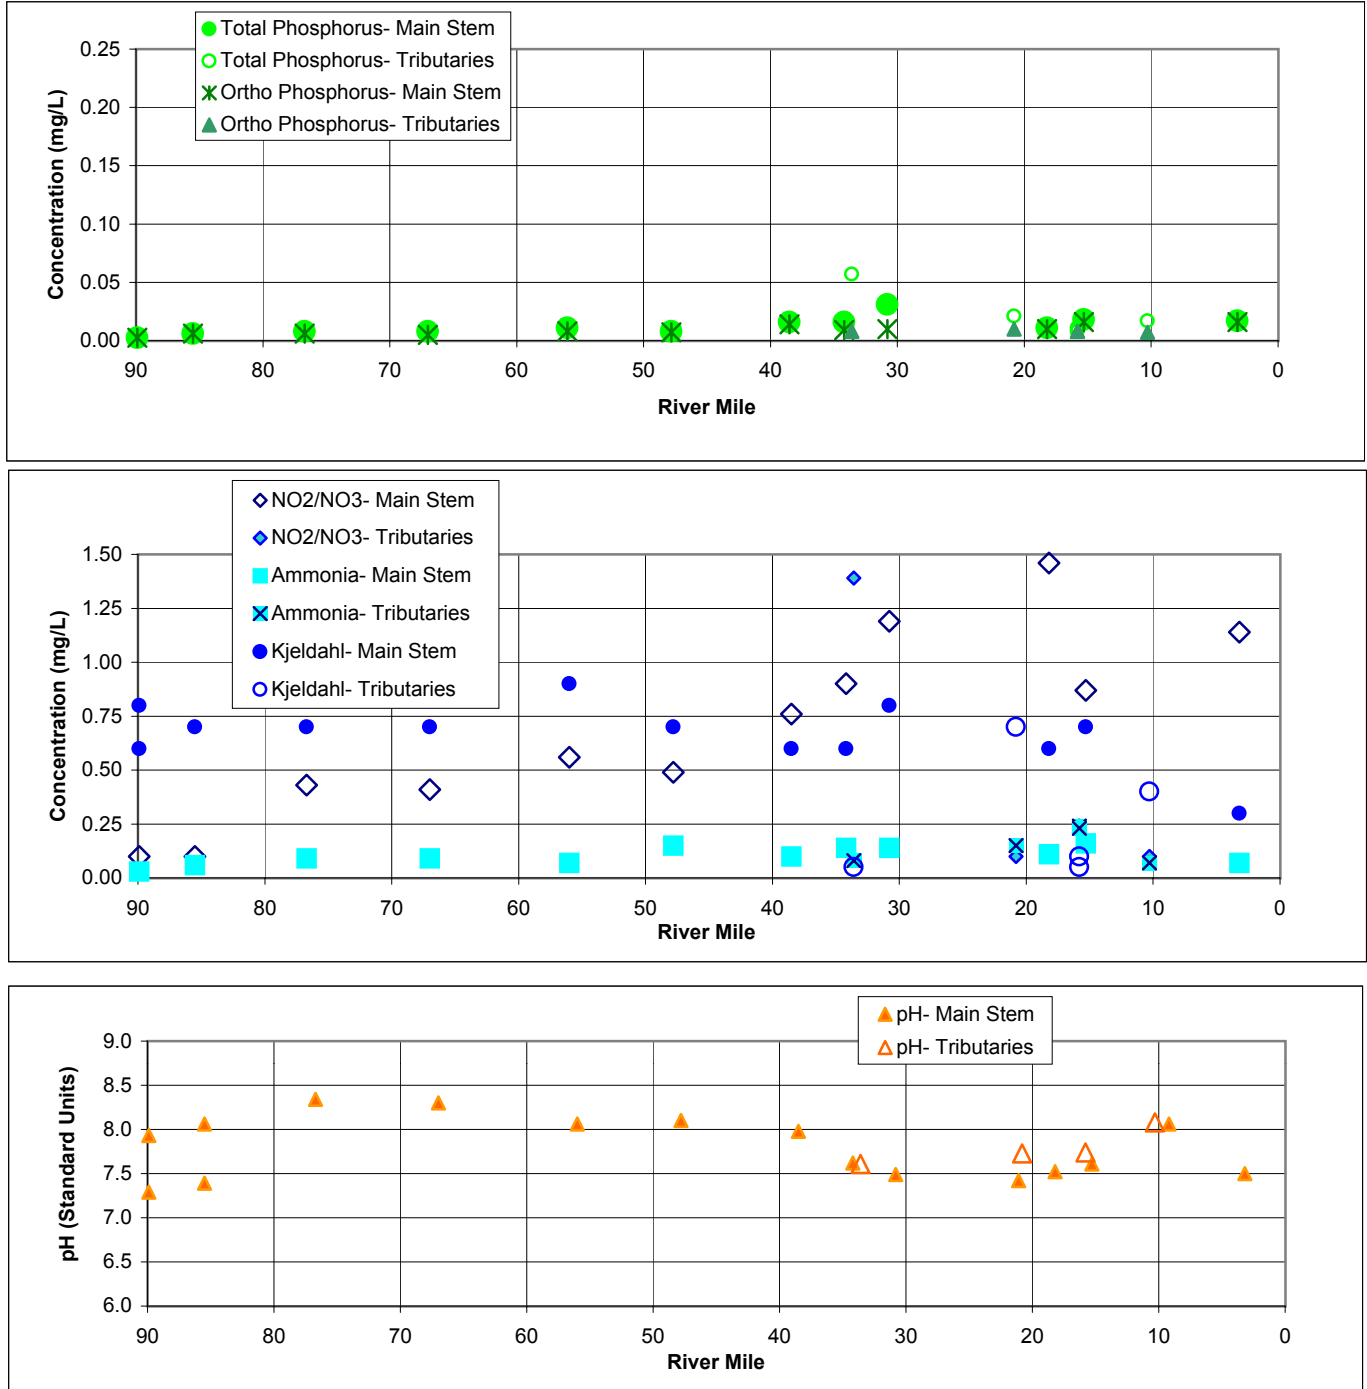 Total Phosphorus- Main Stem
Total Phosphorus- Tributaries
Ortho Phosphorus- Main Stem
Ortho Phosphorus- Tributaries
Concentration (mg/L)
0.25
0.20
0.15
0.10
0.05
0.00
90 80 70 60 50 40 30 20 10 0
River Mile
NO2/NO3- Main Stem
NO2/NO3- Tributaries
Ammonia- Main Stem
Ammonia- Tributaries
Kjeldahl- Main Stem
Kjeldahl- Tributaries
Concentration (mg/L)
1.50
1.25
1.00
0.75
0.50
0.25
0.00
90 80 70 60 50 40 30 20 10 0
River Mile
pH- Main Stem
pH- Tributaries
pH (Standard Units)
9.0
8.5
8.0
7.5
7.0
6.5
6.0
90 80 70 60 50 40 30 20 10 0
River Mile